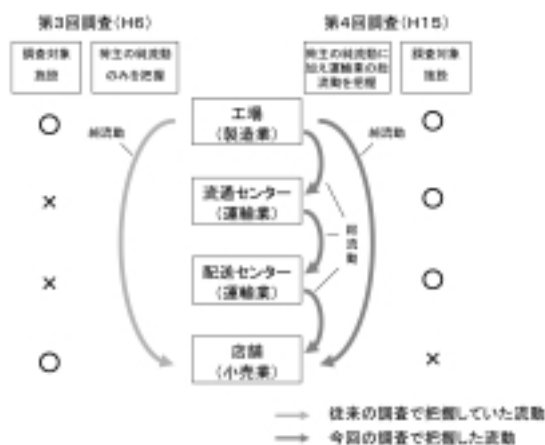 第3回調査(H6)
第4回調査(H15)
調査対象
施設
荷主の純流動
のみを把握
荷主の純流動に
加え運輸業の純
流動を把握
調査対象
施設
○
工場
(製造業)
○
純流動
純流動
×
流通センター
(運輸業)
○
純流動
×
配送センター
(運輸業)
○
○
店舗
(小売業)
×
従来の調査で把握していた流動
今回の調査で把握した流動